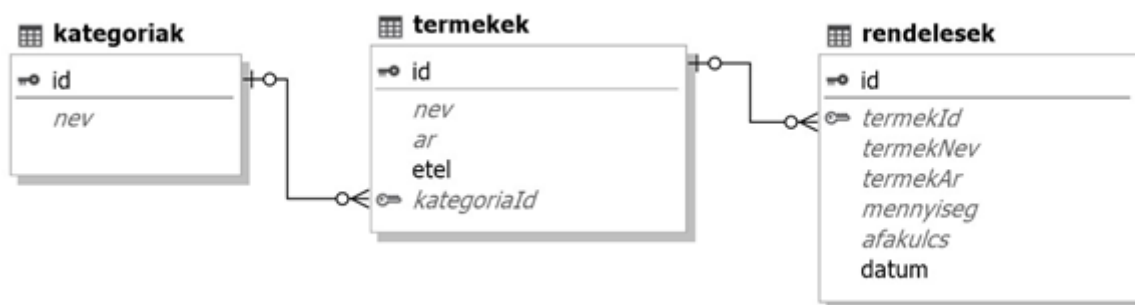 kategoriak
id
nev
termekek
id
nev
ar
etel
kategoriaId
rendelesek
id
termekId
termekNev
termekAr
mennyiseg
afakulcs
datum